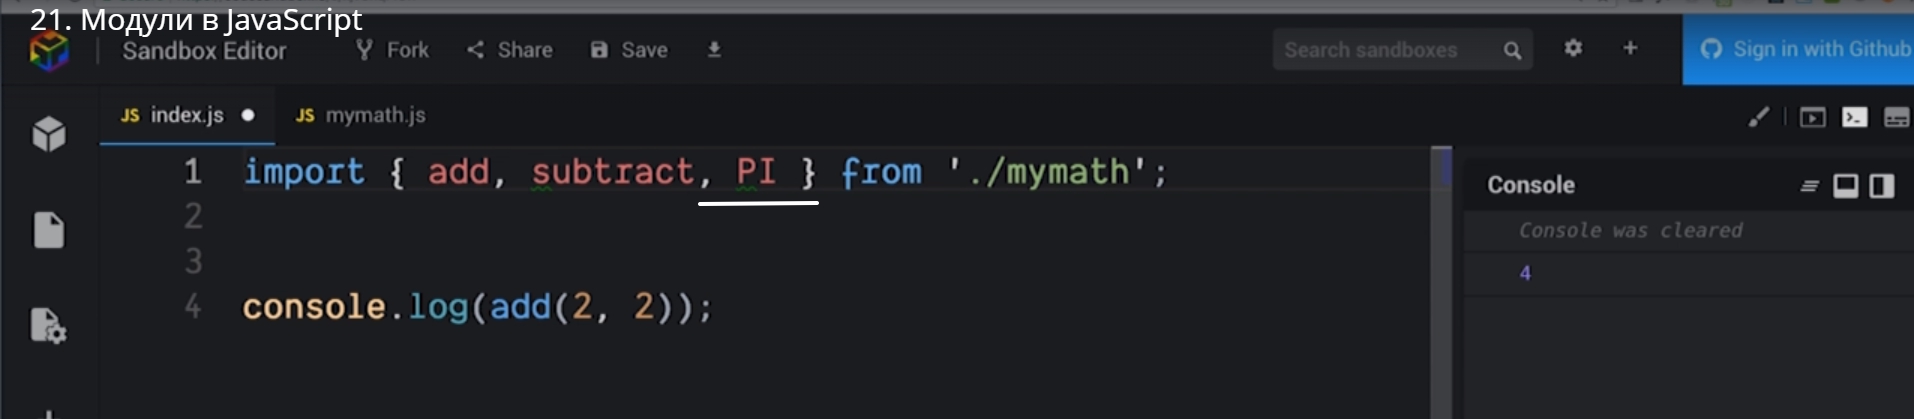 21. Модули в JavaScript
Sandbox Editor
Fork
Share
Save
Search sandboxes
Sign in with Github
JS index.js
JS mymath.js
1 import { add, subtract, PI } from './mymath';
2
3
4 console.log(add(2, 2));
Console
Console was cleared
4